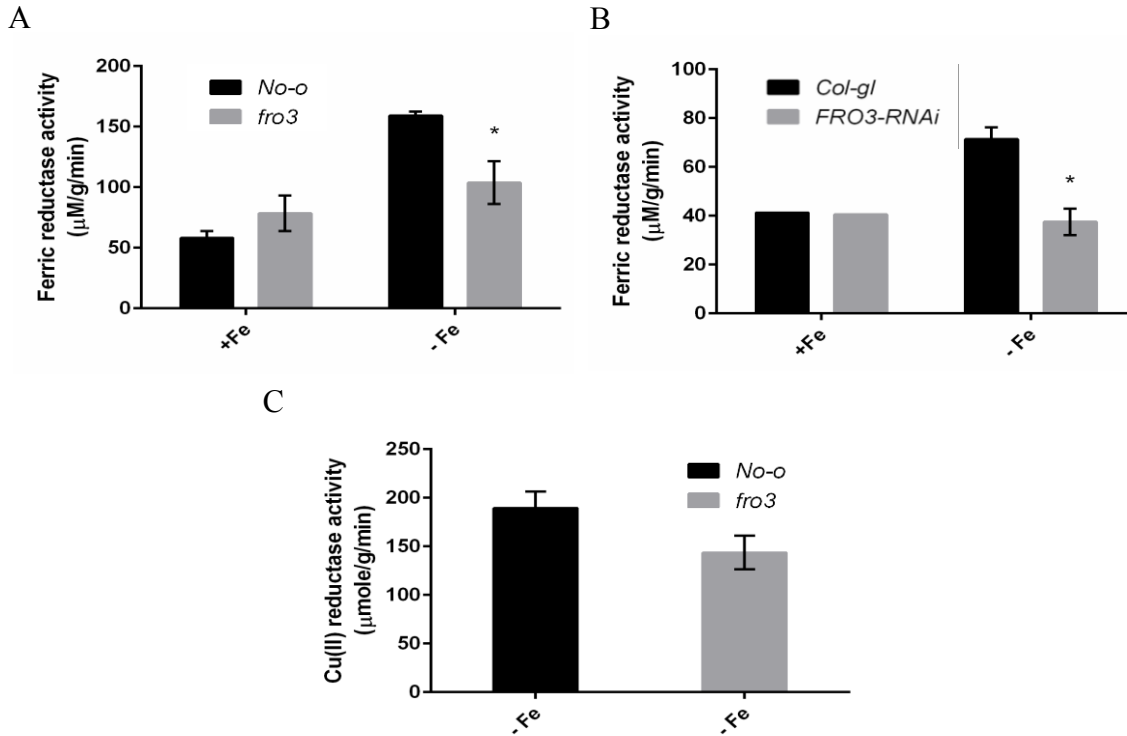 A
Ferric reductase activity
(μM/g/min)
200
150
100
50
0
No-o
fro3
*
+Fe
- Fe
B
Ferric reductase activity
(μM/g/min)
100
80
60
40
20
0
Col-gl
FRO3-RNAi
*
+Fe
- Fe
C
Cu(II) reductase activity
(μmole/g/min)
250
200
150
100
50
0
No-o
fro3
- Fe
- Fe